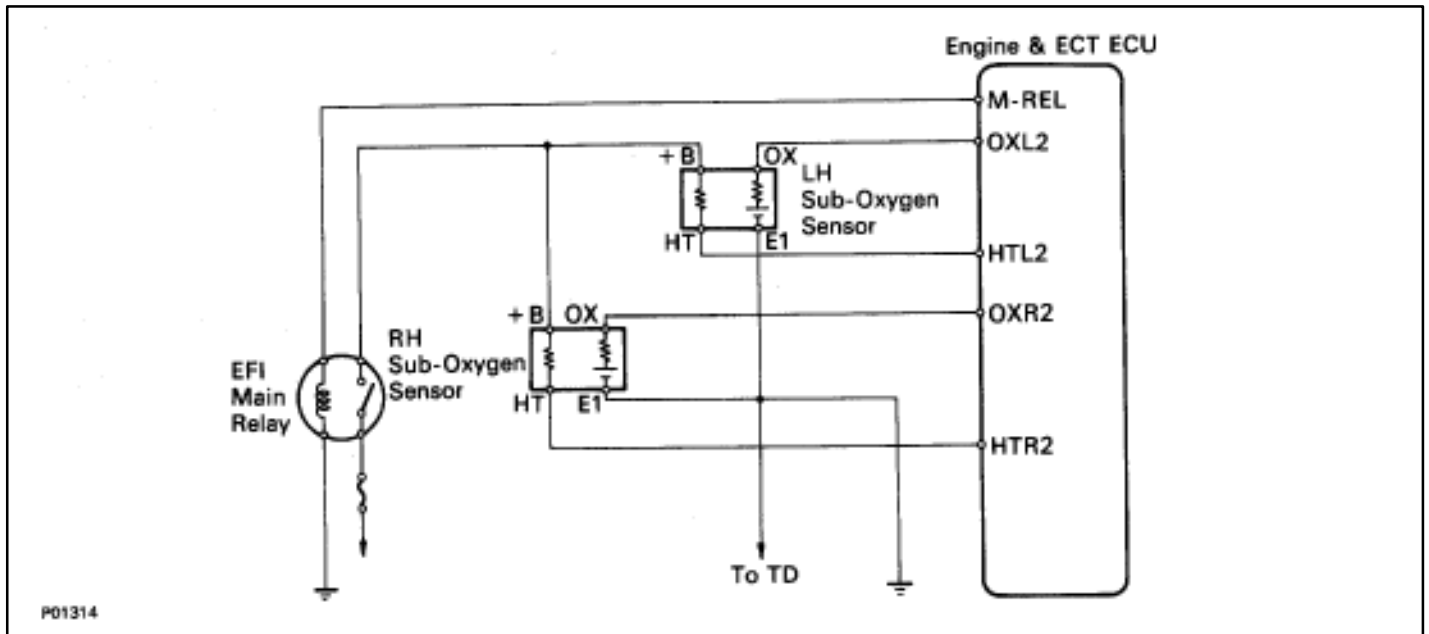 Engine & ECT ECU
M-REL
OXL2
+ B
OX
LH
Sub-Oxygen
Sensor
HT
E1
HTL2
+ B
OX
OXR2
RH
Sub-Oxygen
Sensor
EFI
Main
Relay
HT
E1
HTR2
To TD
P01314